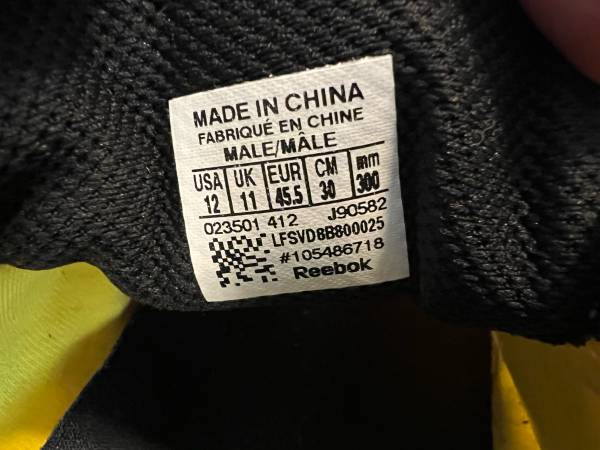 MADE IN CHINA
FABRIQUÉ EN CHINE
MALE/MÂLE
USA UK EUR CM mm
12 11 45.5 30 300
023501 412 J90582
LFSVD8B800025
#105486718
Reebok